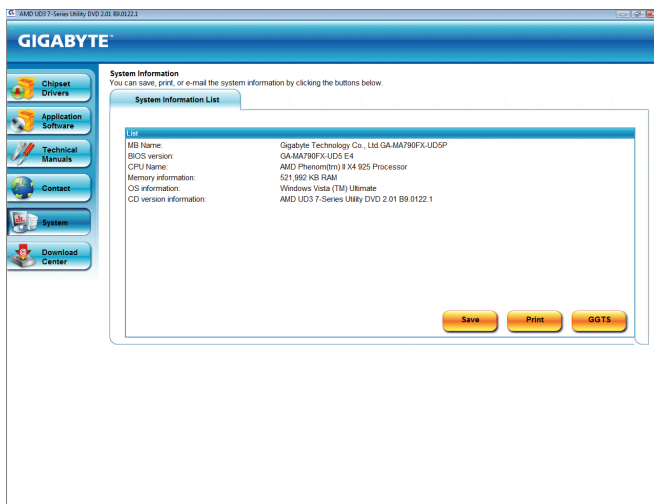 AMD UD3 7-Series Utility DVD 2.01 B9.0122.1
GIGABYTE™
Chipset
Drivers
Application
Software
Technical
Manuals
Contact
System
Download
Center
System Information
You can save, print, or e-mail the system information by clicking the buttons below.
System Information List
List
MB Name: Gigabyte Technology Co., Ltd.GA-MA790FX-UD5P
BIOS version: GA-MA790FX-UD5 E4
CPU Name: AMD Phenom(tm) II X4 925 Processor
Memory information: 521,992 KB RAM
OS information: Windows Vista (TM) Ultimate
CD version information: AMD UD3 7-Series Utility DVD 2.01 B9.0122.1
Save Print GGTS